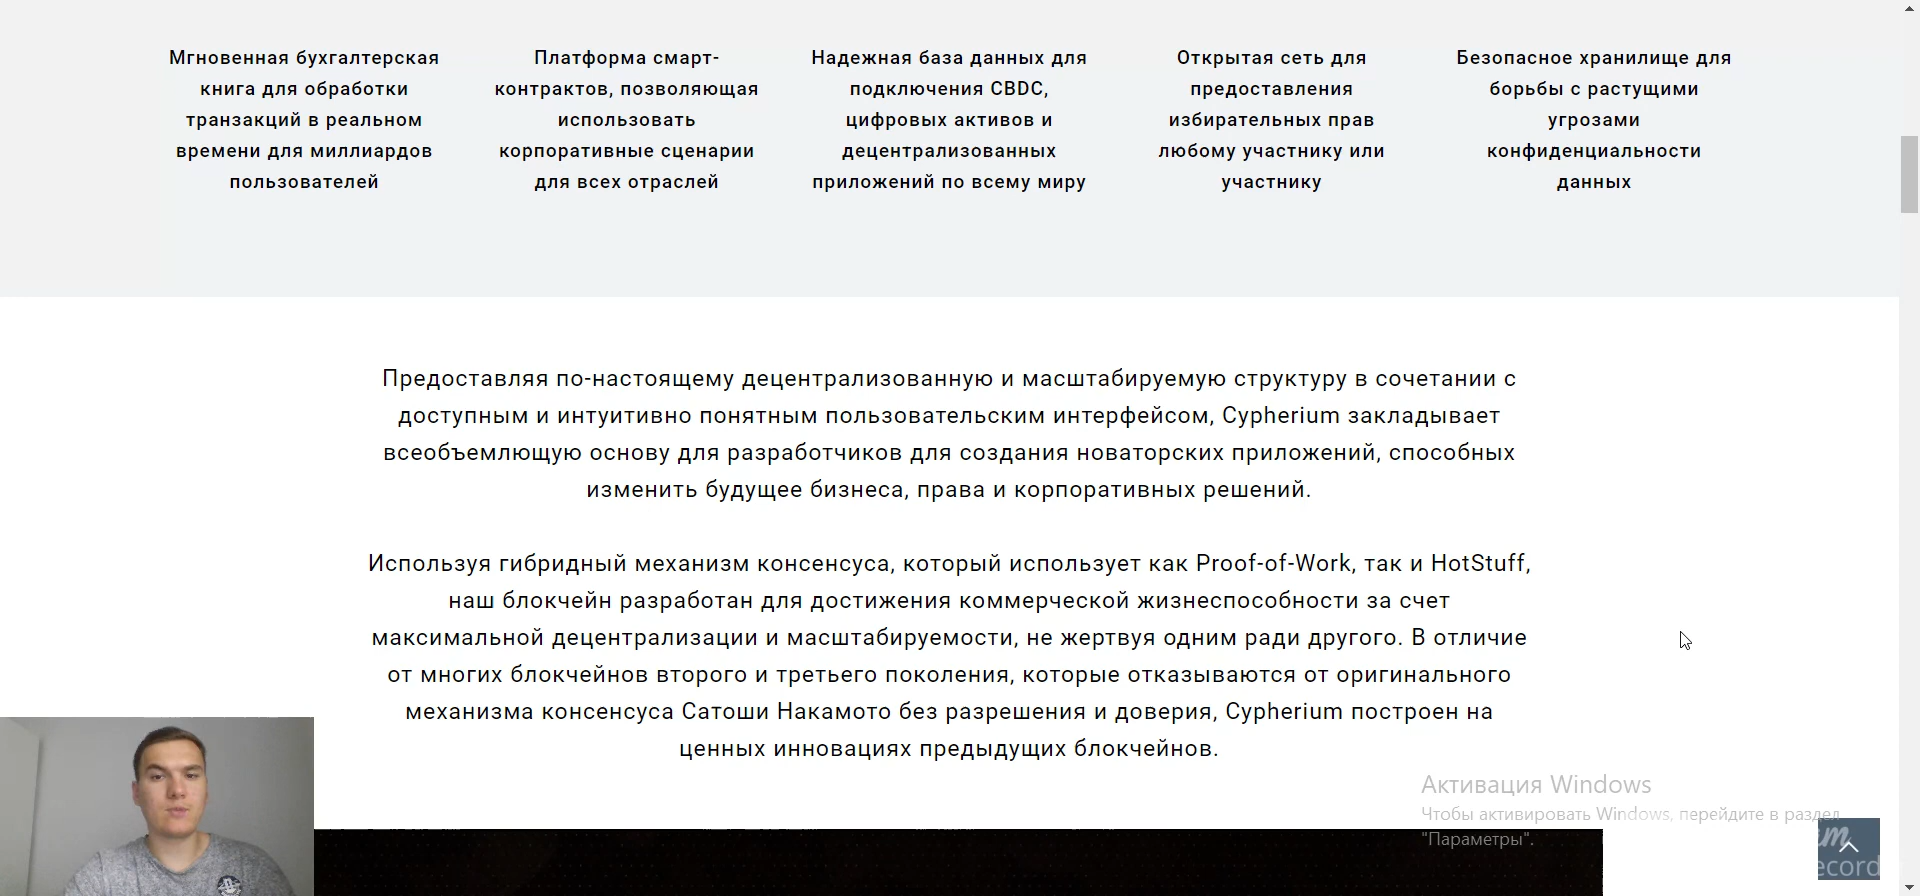 Мгновенная бухгалтерская
книга для обработки
транзакций в реальном
времени для миллиардов
пользователей
Платформа смарт-
контрактов, позволяющая
использовать
корпоративные сценарии
для всех отраслей
Надежная база данных для
подключения CBDC,
цифровых активов и
децентрализованных
приложений по всему миру
Открытая сеть для
предоставления
избирательных прав
любому участнику или
участнику
Безопасное хранилище для
борьбы с растущими
угрозами
конфиденциальности
данных
Предоставляя по-настоящему децентрализованную и масштабируемую структуру в сочетании с
доступным и интуитивно понятным пользовательским интерфейсом, Cypherium закладывает
всеобъемлющую основу для разработчиков для создания новаторских приложений, способных
изменить будущее бизнеса, права и корпоративных решений.
Используя гибридный механизм консенсуса, который использует как Proof-of-Work, так и HotStuff,
наш блокчейн разработан для достижения коммерческой жизнеспособности за счет
максимальной децентрализации и масштабируемости, не жертвуя одним ради другого. В отличие
от многих блокчейнов второго и третьего поколения, которые отказываются от оригинального
механизма консенсуса Сатоши Накамото без разрешения и доверия, Cypherium построен на
ценных инновациях предыдущих блокчейнов.
Активация Windows
Чтобы активировать Windows, перейдите в раздел
"Параметры".